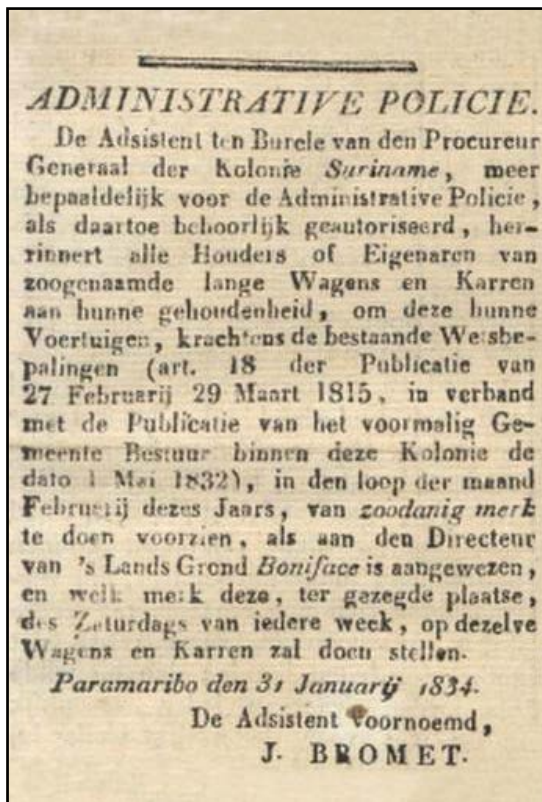 ADMINISTRATIVE POLICIE.
De Adsistent ten Burele van den Procureur
Generaal der Kolonie Suriname, meer
bepaaldelijk voor de Administrative Policie,
als daartoe behoorlijk geautoriseerd, her-
rinnert alle Houders of Eigenaren van
zoogenaamde lange Wagens en Karren
aan hunne gehoudenheid, om deze hunne
Voertuigen, krachtens de bestaande Wetsbe-
palingen (art. 18 der Publicatie van
27 Februarij 29 Maart 1815, in verband
met de Publicatie van het voormalig Ge-
meente Bestuur binnen deze Kolonie de
dato 1 Mai 1832), in den loop der maand
Februarij dezes Jaars, van zoodanig merk
te doen voorzien, als aan den Directeur
van 's Lands Grond Boniface is aangewezen,
en welk merk deze, ter gezegde plaatse,
des Zaturdags van iedere week, op dezelve
Wagens en Karren zal doen stellen.
Paramaribo den 31 Januarij 1834.
De Adsistent Voornoemd,
J. BROMET.